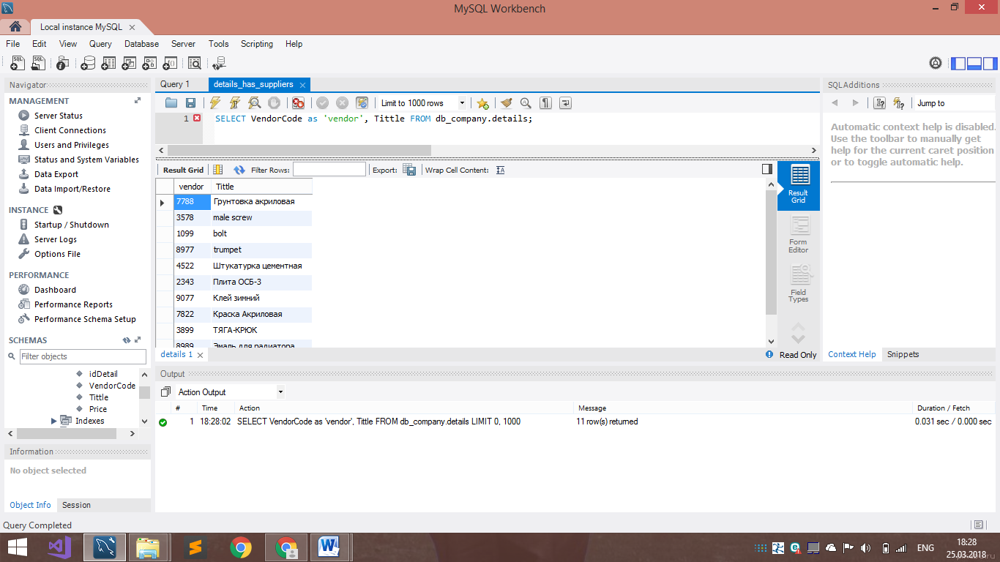 MySQL Workbench
Local instance MySQL
File Edit View Query Database Server Tools Scripting Help
Navigator
MANAGEMENT
Server Status
Client Connections
Users and Privileges
Status and System Variables
Data Export
Data Import/Restore
INSTANCE
Startup / Shutdown
Server Logs
Options File
PERFORMANCE
Dashboard
Performance Reports
Performance Schema Setup
SCHEMAS
Filter objects
idDetail
VendorCode
Tittle
Price
Indexes
Information
No object selected
Object Info Session
Query Completed
Query 1 details_has_suppliers
Limit to 1000 rows
1 SELECT VendorCode as 'vendor', Tittle FROM db_company.details;
Result Grid Filter Rows: Export: Wrap Cell Content:
vendor Tittle
7788 Грунтовка акриловая
3578 male screw
1099 bolt
8977 trumpet
4522 Штукатурка цементная
2343 Плита ОСБ-3
9077 Клей зимний
7822 Краска Акриловая
3899 ТЯГА-КРЮК
8989 Эмаль для радиатора
Result
Grid
Form
Editor
Field
Types
details 1 Read Only
SQLAdditions
Jump to
Automatic context help is disabled.
Use the toolbar to manually get
help for the current caret position
or to toggle automatic help.
Context Help Snippets
Output
Action Output
# Time Action Message Duration / Fetch
1 18:28:02 SELECT VendorCode as 'vendor', Tittle FROM db_company.details LIMIT 0, 1000 11 row(s) returned 0.031 sec / 0.000 sec
ENG
18:28
25.03.2018